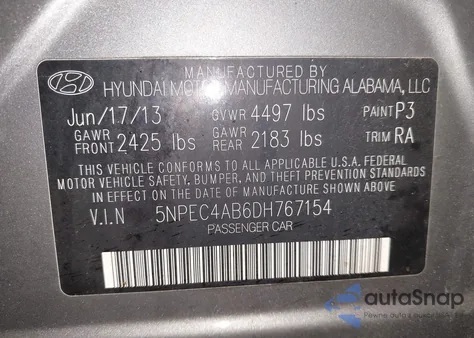 MANUFACTURED BY
HYUNDAI MOTOR MANUFACTURING ALABAMA, LLC
Jun/17/13 GVWR 4497 lbs PAINT P3
GAWR FRONT 2425 lbs GAWR REAR 2183 lbs TRIM RA
THIS VEHICLE CONFORMS TO ALL APPLICABLE U.S.A. FEDERAL
MOTOR VEHICLE SAFETY, BUMPER, AND THEFT PREVENTION STANDARDS
IN EFFECT ON THE DATE OF MANUFACTURE SHOWN ABOVE.
V.I.N 5NPEC4AB6DH767154
PASSENGER CAR
autoSnap